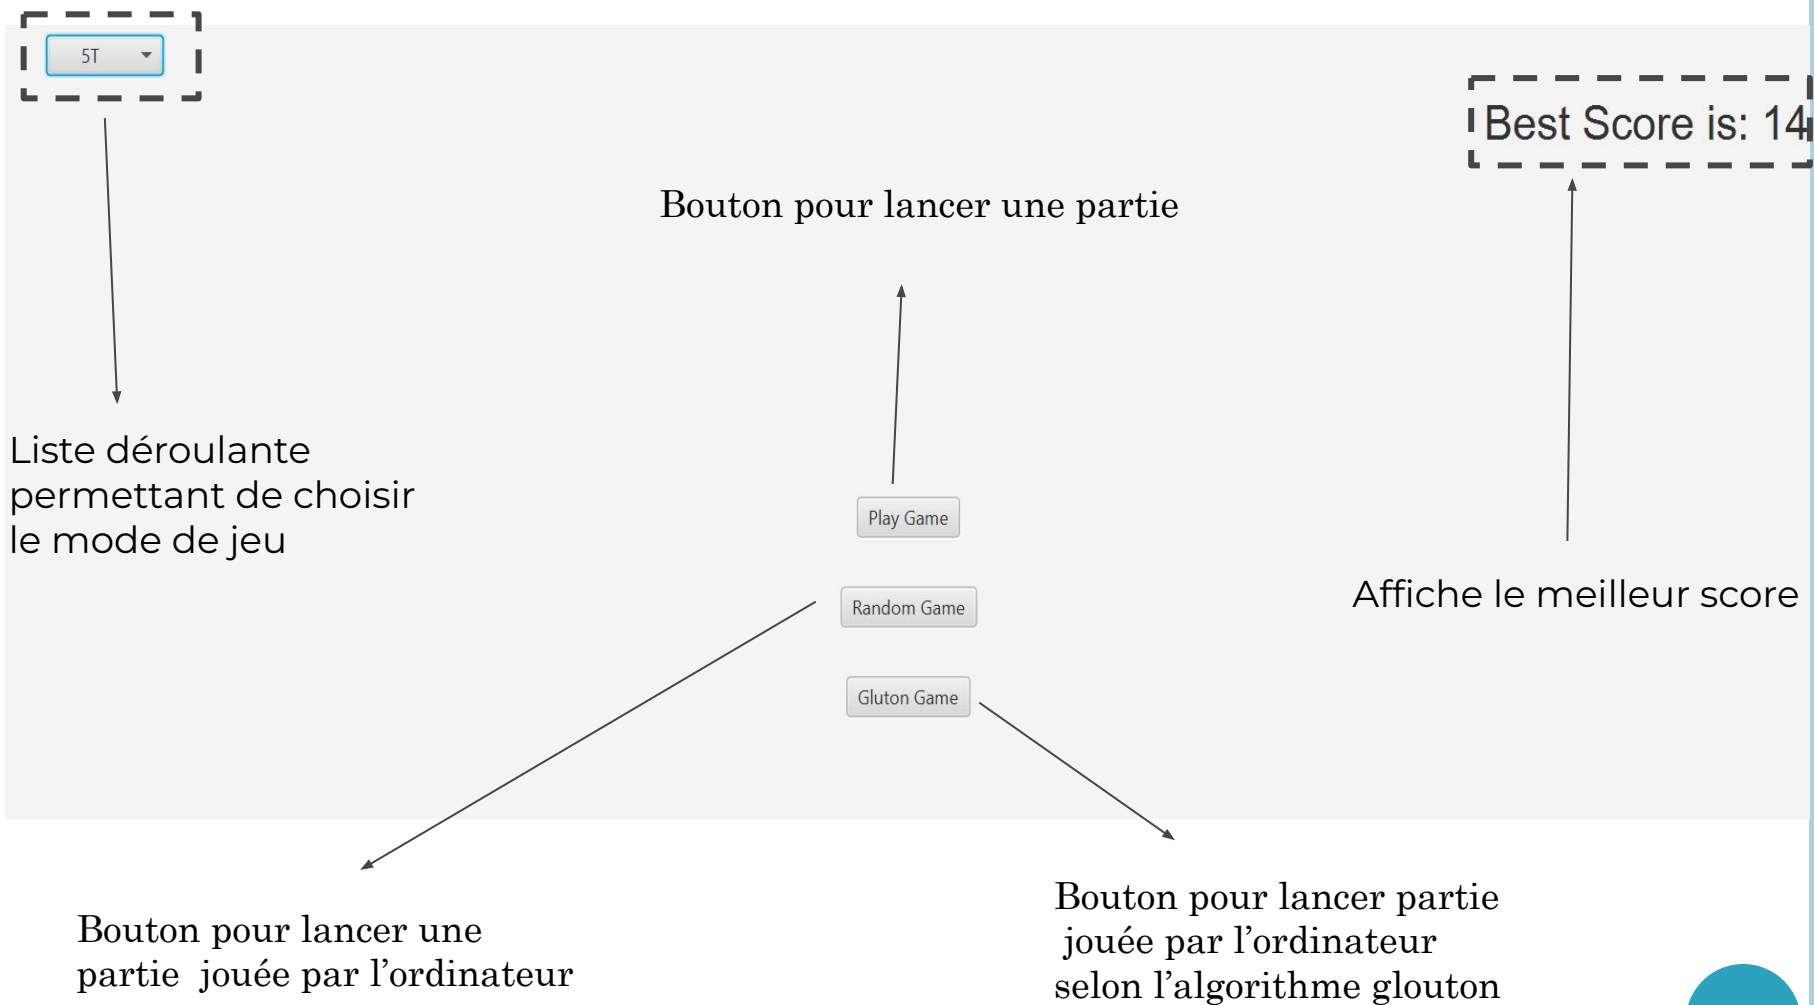 5T
Best Score is: 14
Bouton pour lancer une partie
Liste déroulante
permettant de choisir
le mode de jeu
Play Game
Random Game
Affiche le meilleur score
Gluton Game
Bouton pour lancer une
partie jouée par l’ordinateur
Bouton pour lancer partie
jouée par l’ordinateur
selon l’algorithme glouton